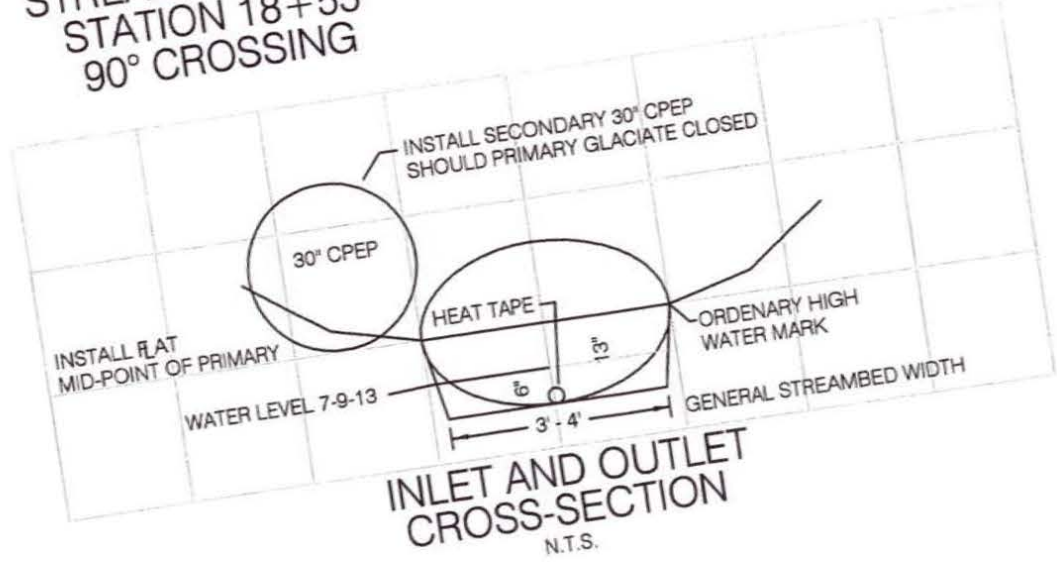 STATION 18+55
90° CROSSING
INSTALL SECONDARY 30" CPEP
SHOULD PRIMARY GLACIATE CLOSED
30" CPEP
HEAT TAPE
ORDENARY HIGH
WATER MARK
INSTALL FLAT
MID-POINT OF PRIMARY
13"
6"
WATER LEVEL 7-9-13
GENERAL STREAMBED WIDTH
3' - 4'
INLET AND OUTLET
CROSS-SECTION
N.T.S.